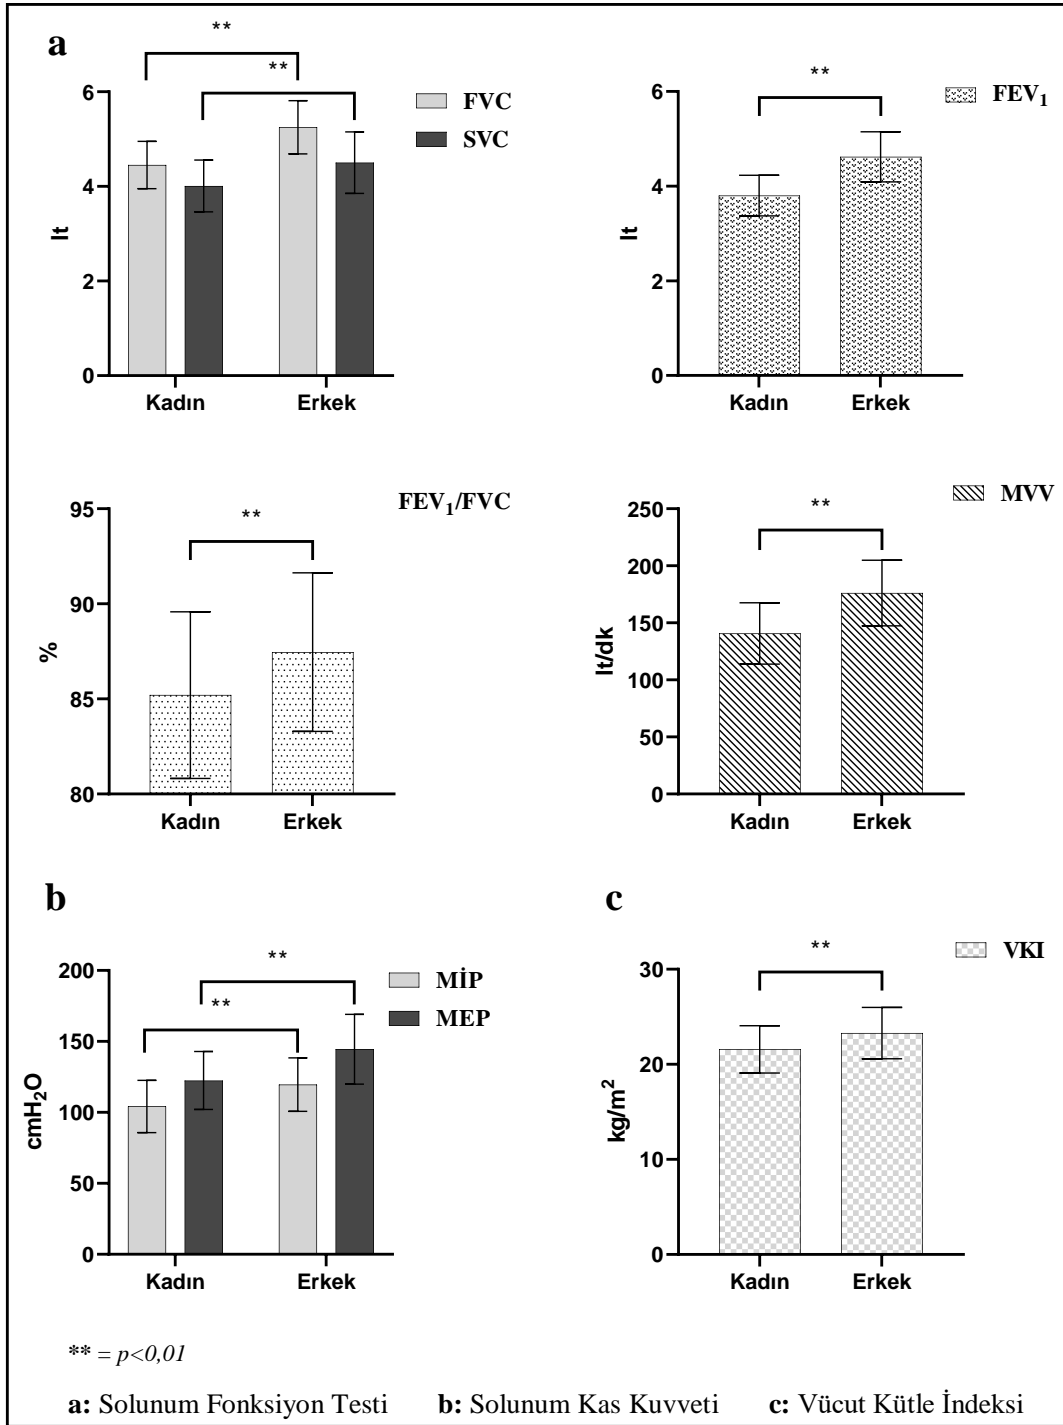 a
**
**
6
4
2
0
lt
Kadın Erkek
FVC
SVC
**
6
4
2
0
lt
Kadın Erkek
FEV₁
**
95
90
85
80
%
Kadın Erkek
FEV₁/FVC
**
250
200
150
100
50
0
lt/dk
Kadın Erkek
MVV
b
**
**
200
150
100
50
0
cmH₂O
Kadın Erkek
MİP
MEP
c
**
30
20
10
0
kg/m²
Kadın Erkek
VKI
** = p<0,01
a: Solunum Fonksiyon Testi b: Solunum Kas Kuvveti c: Vücut Kütle İndeksi